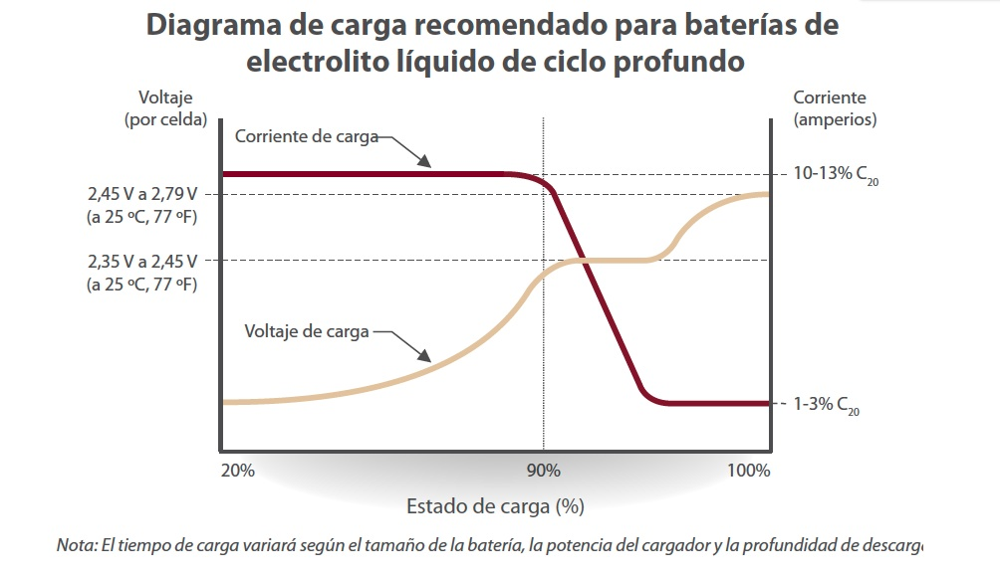 Diagrama de carga recomendado para baterías de
electrolito líquido de ciclo profundo
Voltaje
(por celda)
Corriente
(amperios)
Corriente de carga
10-13% C20
2,45 V a 2,79 V
(a 25 ºC, 77 ºF)
2,35 V a 2,45 V
(a 25 ºC, 77 ºF)
Voltaje de carga
1-3% C20
20%
90%
100%
Estado de carga (%)
Nota: El tiempo de carga variará según el tamaño de la batería, la potencia del cargador y la profundidad de descarg